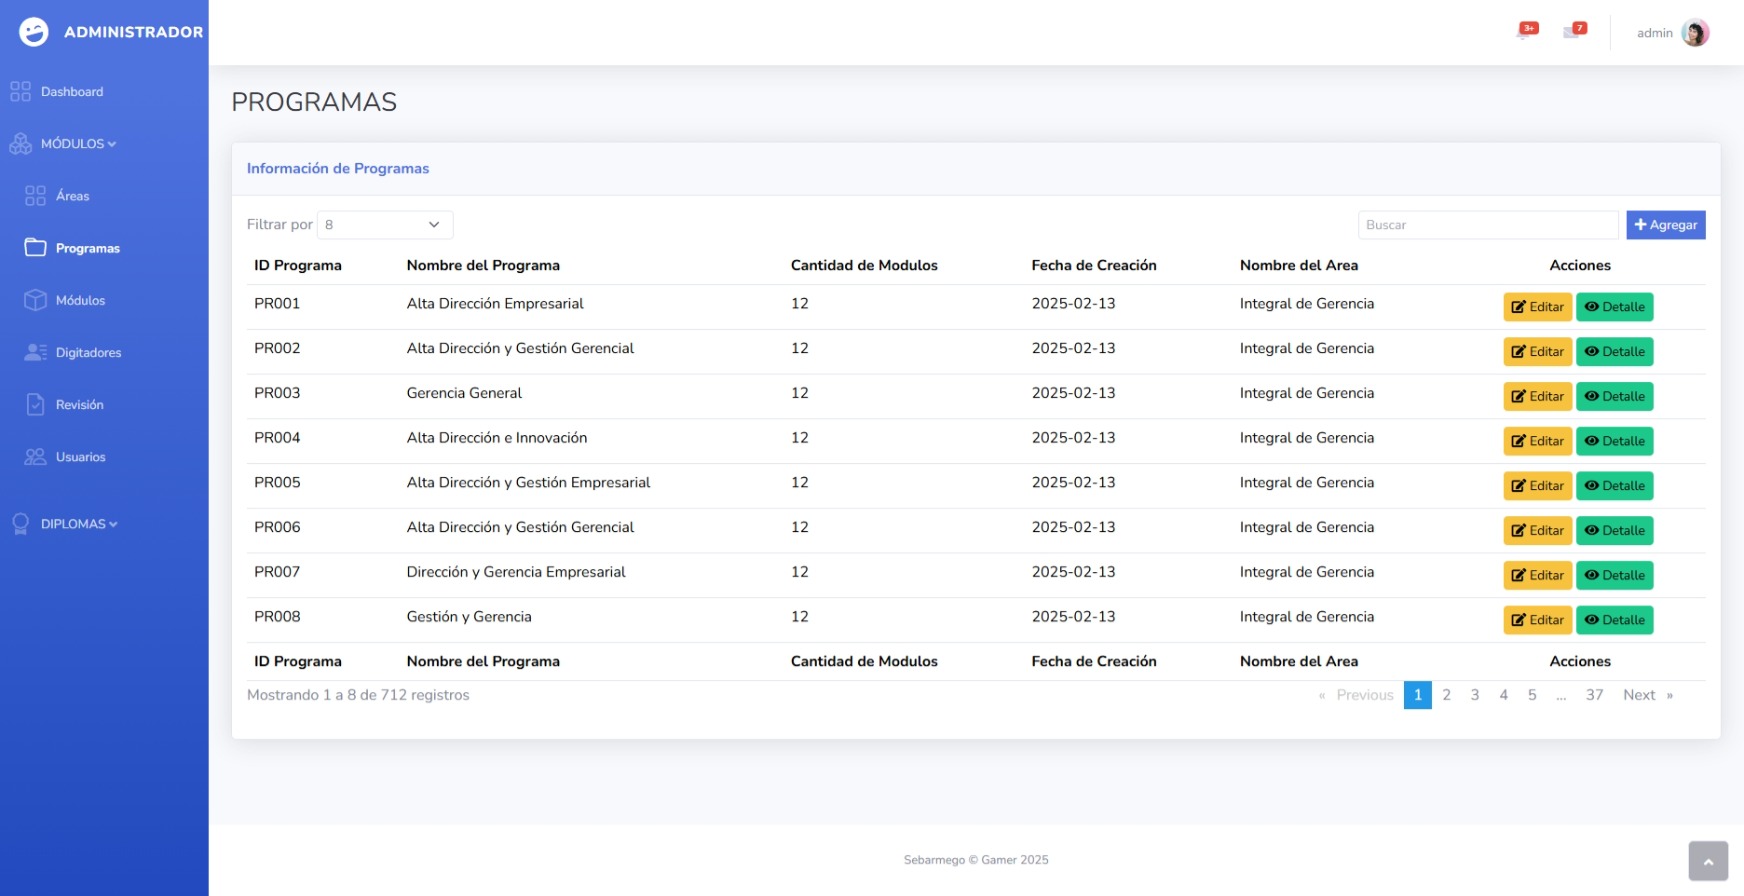 ADMINISTRADOR
3+
7
admin
Dashboard
MÓDULOS
Áreas
Programas
Módulos
Digitadores
Revisión
Usuarios
DIPLOMAS
PROGRAMAS
Información de Programas
Filtrar por 8
Buscar
Agregar
ID Programa Nombre del Programa Cantidad de Modulos Fecha de Creación Nombre del Area Acciones
PR001 Alta Dirección Empresarial 12 2025-02-13 Integral de Gerencia Editar Detalle
PR002 Alta Dirección y Gestión Gerencial 12 2025-02-13 Integral de Gerencia Editar Detalle
PR003 Gerencia General 12 2025-02-13 Integral de Gerencia Editar Detalle
PR004 Alta Dirección e Innovación 12 2025-02-13 Integral de Gerencia Editar Detalle
PR005 Alta Dirección y Gestión Empresarial 12 2025-02-13 Integral de Gerencia Editar Detalle
PR006 Alta Dirección y Gestión Gerencial 12 2025-02-13 Integral de Gerencia Editar Detalle
PR007 Dirección y Gerencia Empresarial 12 2025-02-13 Integral de Gerencia Editar Detalle
PR008 Gestión y Gerencia 12 2025-02-13 Integral de Gerencia Editar Detalle
ID Programa Nombre del Programa Cantidad de Modulos Fecha de Creación Nombre del Area Acciones
Mostrando 1 a 8 de 712 registros
« Previous 1 2 3 4 5 ... 37 Next »
Sebarmego © Gamer 2025